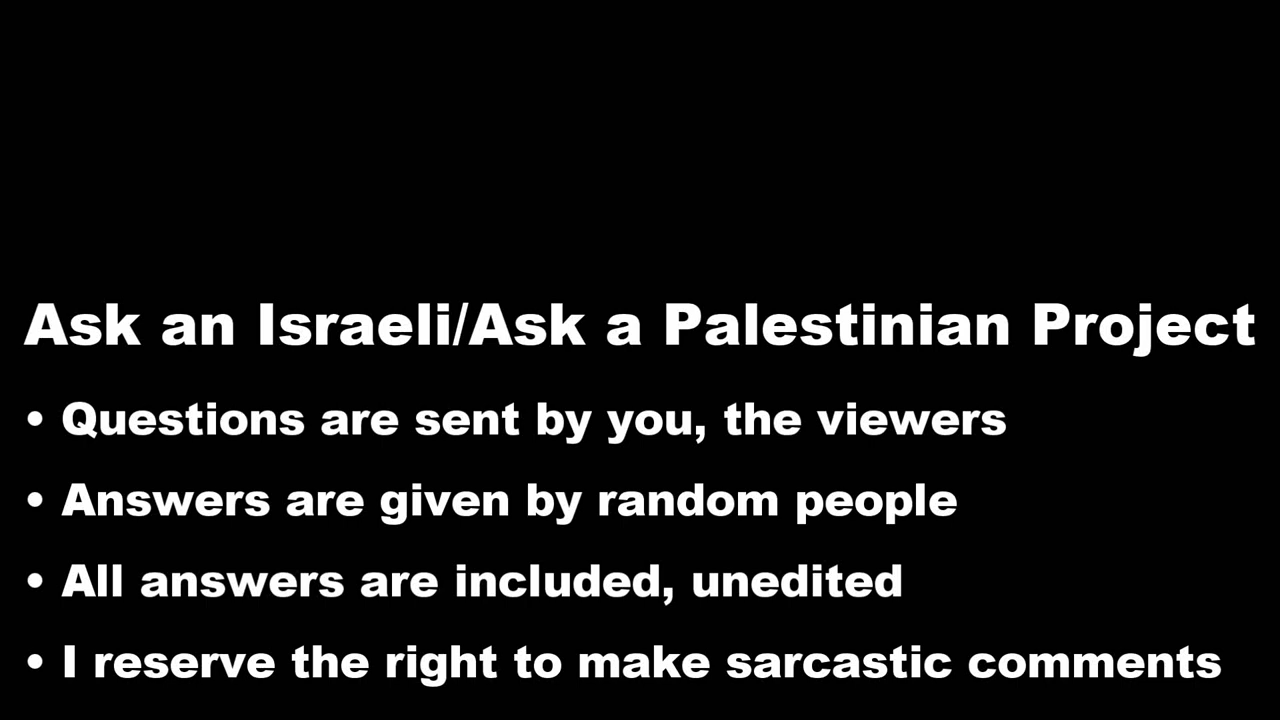 Ask an Israeli/Ask a Palestinian Project
• Questions are sent by you, the viewers
• Answers are given by random people
• All answers are included, unedited
• I reserve the right to make sarcastic comments